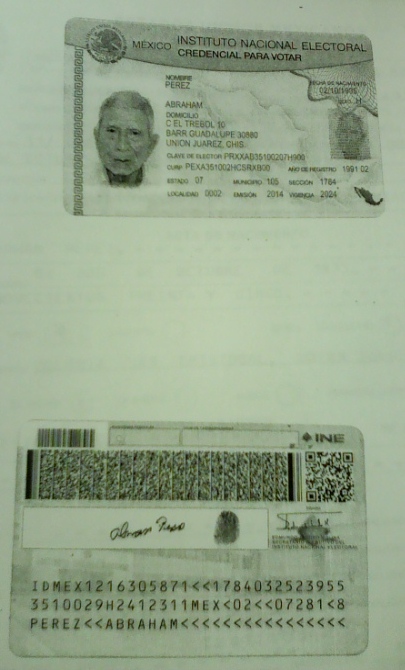 MÉXICO INSTITUTO NACIONAL ELECTORAL
CREDENCIAL PARA VOTAR
NOMBRE
PEREZ
ABRAHAM
FECHA DE NACIMIENTO
02/10/1935
SEXO H
DOMICILIO
C EL TREBOL 10
BARR GUADALUPE 30880
UNION JUAREZ, CHIS.
CLAVE DE ELECTOR PRXXAB35100207H900
CURP PEXA351002HCSRXB00 AÑO DE REGISTRO 1991 02
ESTADO 07 MUNICIPIO 105 SECCIÓN 1784
LOCALIDAD 0002 EMISIÓN 2014 VIGENCIA 2024
INE
INSTITUTO NACIONAL ELECTORAL
IDMEX1216305871<<1784032523955
3510029H2412311MEX<02<<07281<8
PEREZ<<ABRAHAM<<<<<<<<<<<<<<<<